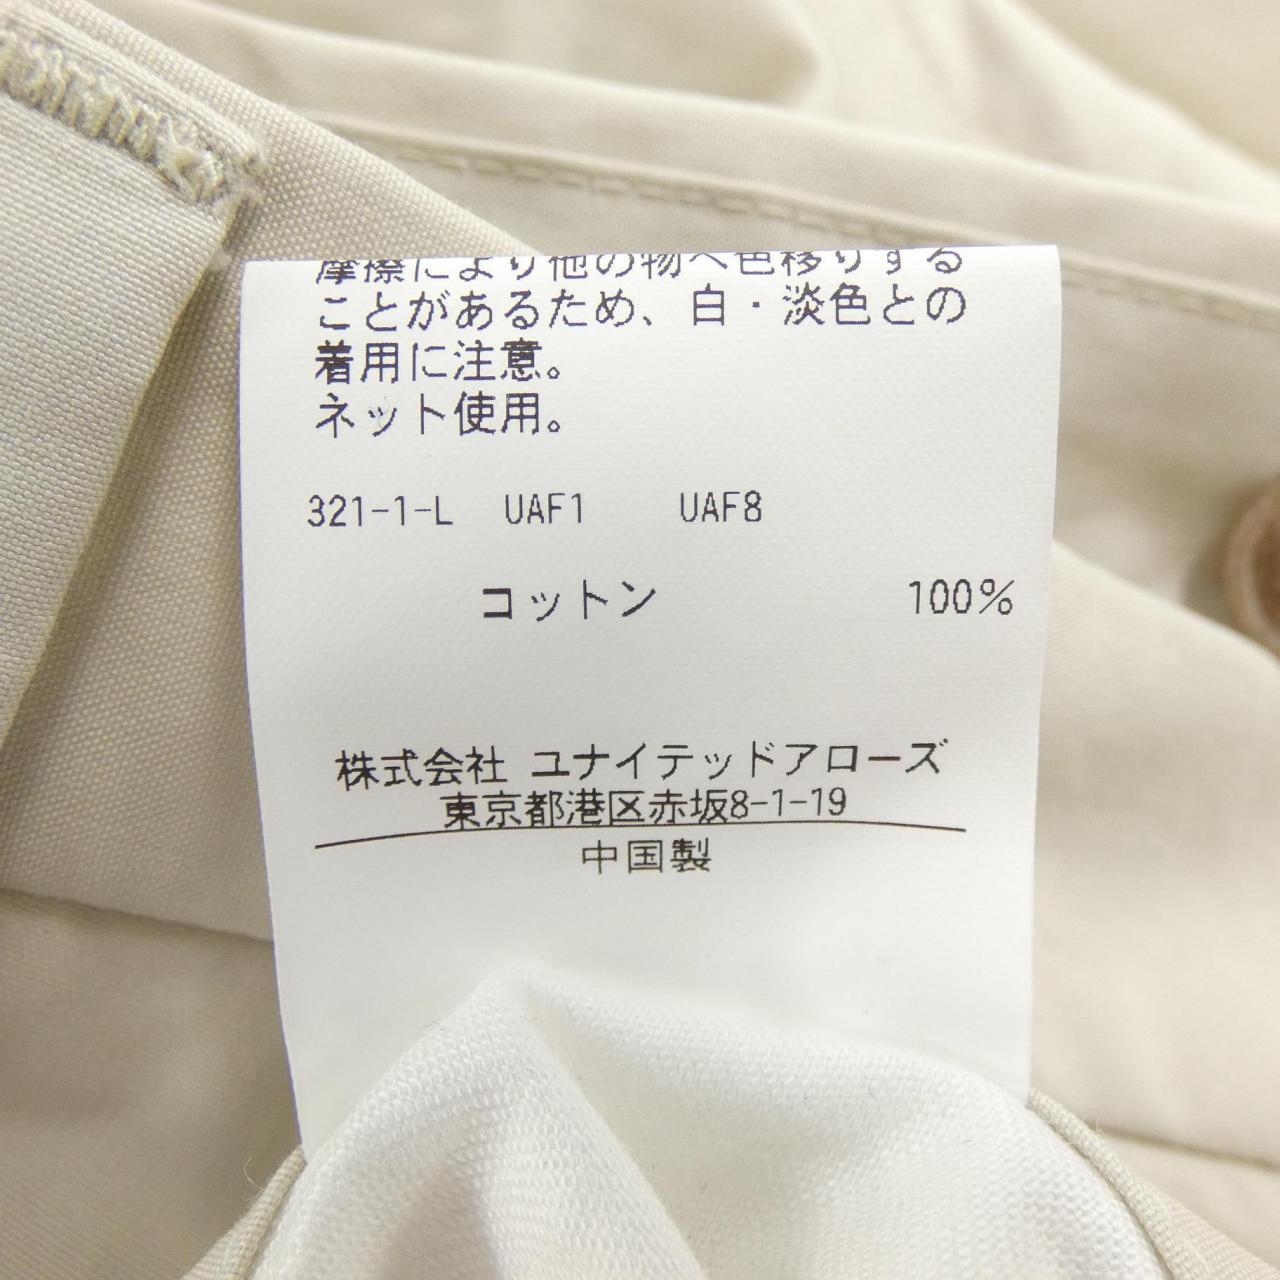 摩擦により他の物へ色移りする
ことがあるため、白・淡色との
着用に注意。
ネット使用。
321-1-L UAF1 UAF8
コットン 100%
株式会社 ユナイテッドアローズ
東京都港区赤坂8-1-19
中国製